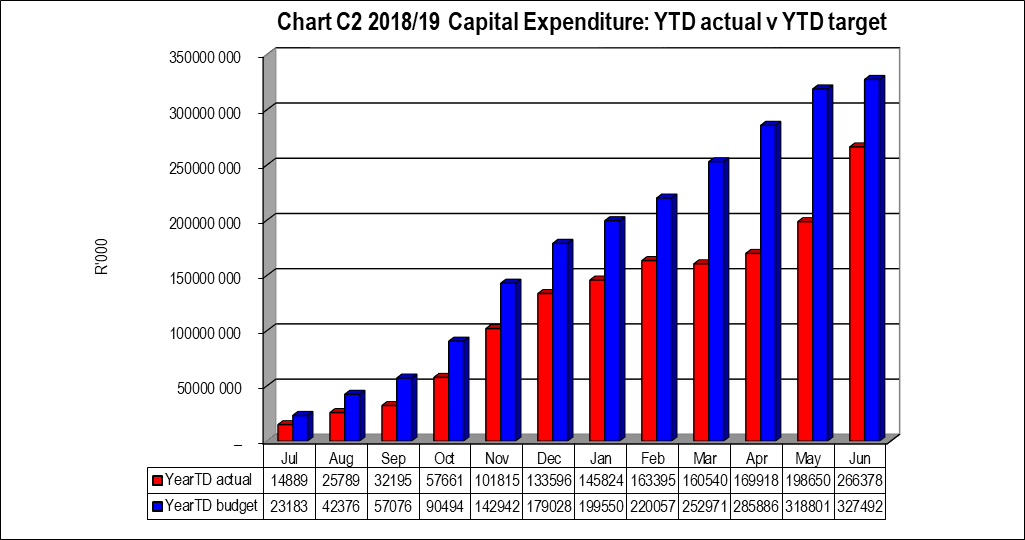 Chart C2 2018/19 Capital Expenditure: YTD actual v YTD target
350000 000
300000 000
250000 000
200000 000
150000 000
100000 000
50000 000
–
R'000
Jul Aug Sep Oct Nov Dec Jan Feb Mar Apr May Jun
YearTD actual 14889 25789 32195 57661 101815 133596 145824 163395 160540 169918 198650 266378
YearTD budget 23183 42376 57076 90494 142942 179028 199550 220057 252971 285886 318801 327492